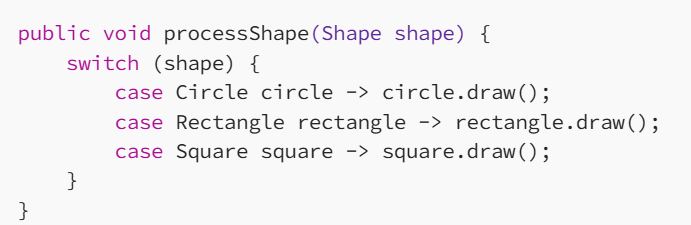 public void processShape(Shape shape) {
    switch (shape) {
        case Circle circle -> circle.draw();
        case Rectangle rectangle -> rectangle.draw();
        case Square square -> square.draw();
    }
}